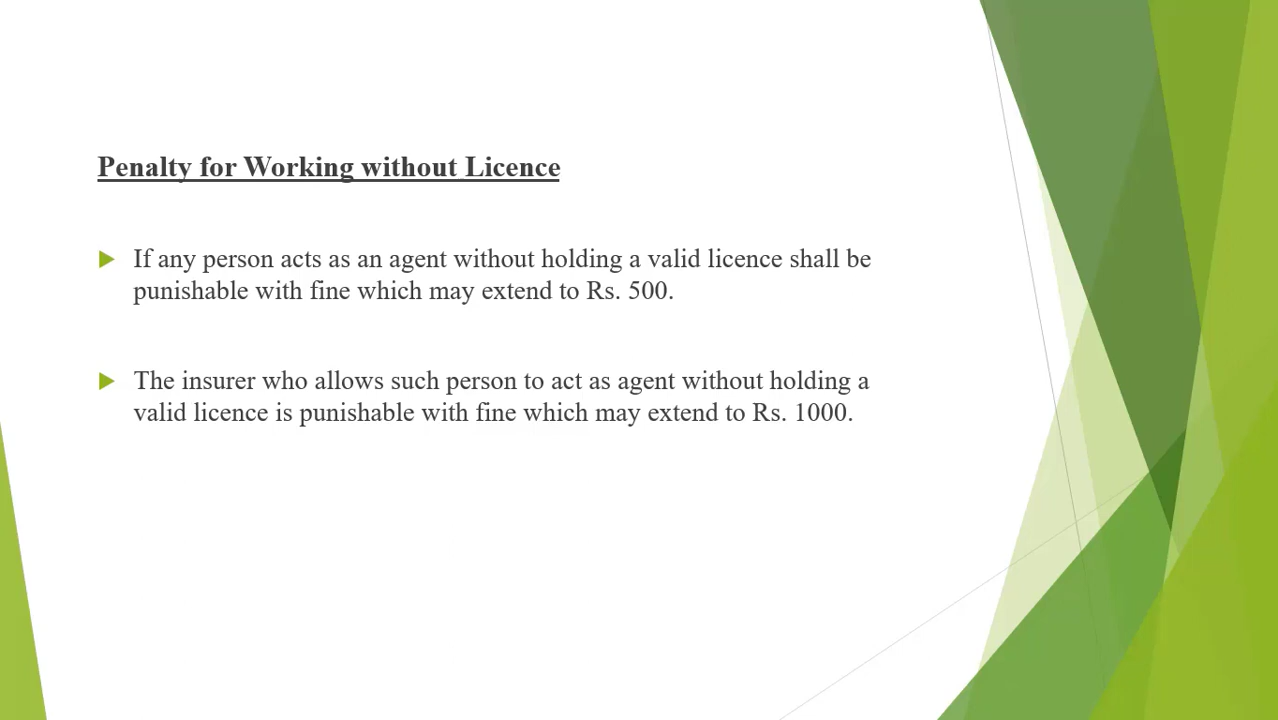 Penalty for Working without Licence
If any person acts as an agent without holding a valid licence shall be
punishable with fine which may extend to Rs. 500.
The insurer who allows such person to act as agent without holding a
valid licence is punishable with fine which may extend to Rs. 1000.